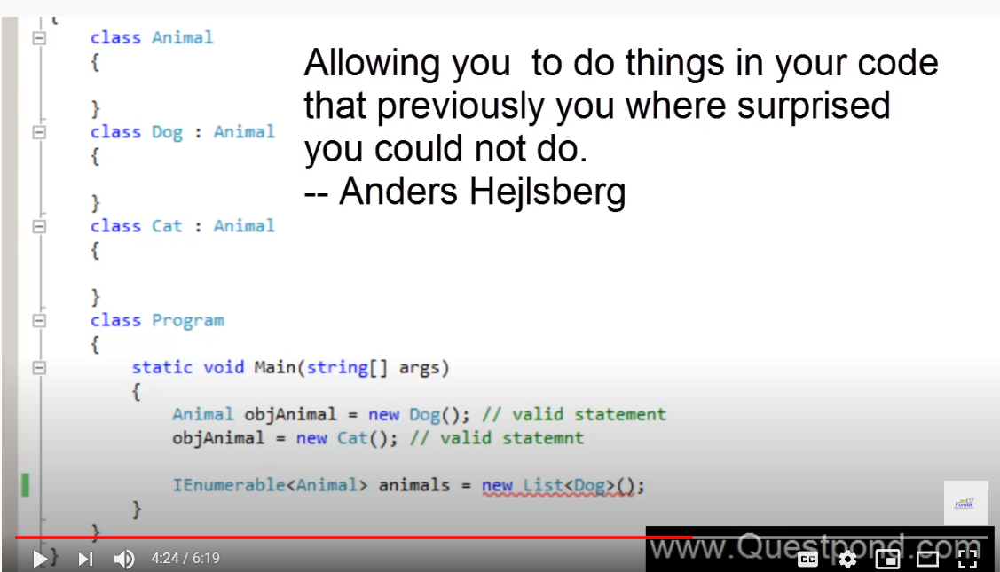 {
class Animal
{
}
class Dog : Animal
{
}
class Cat : Animal
{
}
class Program
{
static void Main(string[] args)
{
Animal objAnimal = new Dog(); // valid statement
objAnimal = new Cat(); // valid statemnt
IEnumerable<Animal> animals = new List<Dog>();
}
}
}
Allowing you to do things in your code
that previously you where surprised
you could not do.
-- Anders Hejlsberg
Funda
www.Questpond.com
4:24 / 6:19
CC